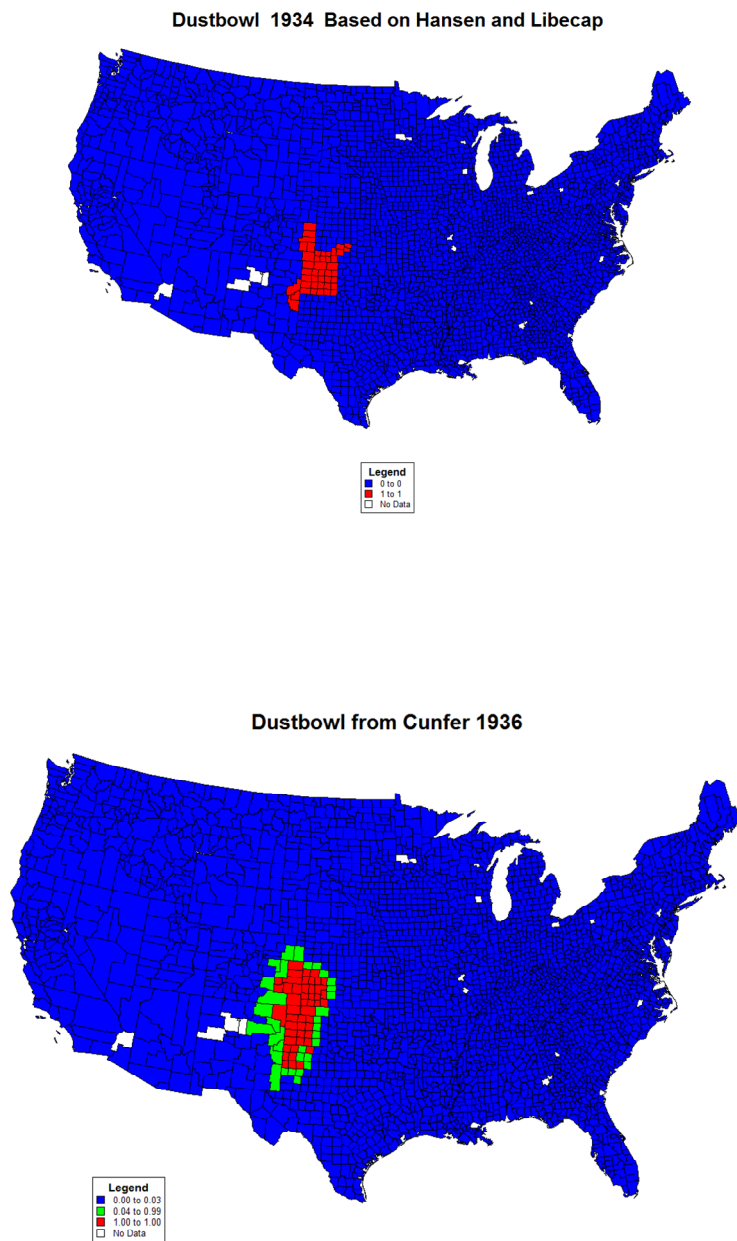 Dustbowl 1934 Based on Hansen and Libecap
Legend
0 to 0
1 to 1
No Data
Dustbowl from Cunfer 1936
Legend
0.00 to 0.03
0.04 to 0.99
1.00 to 1.00
No Data